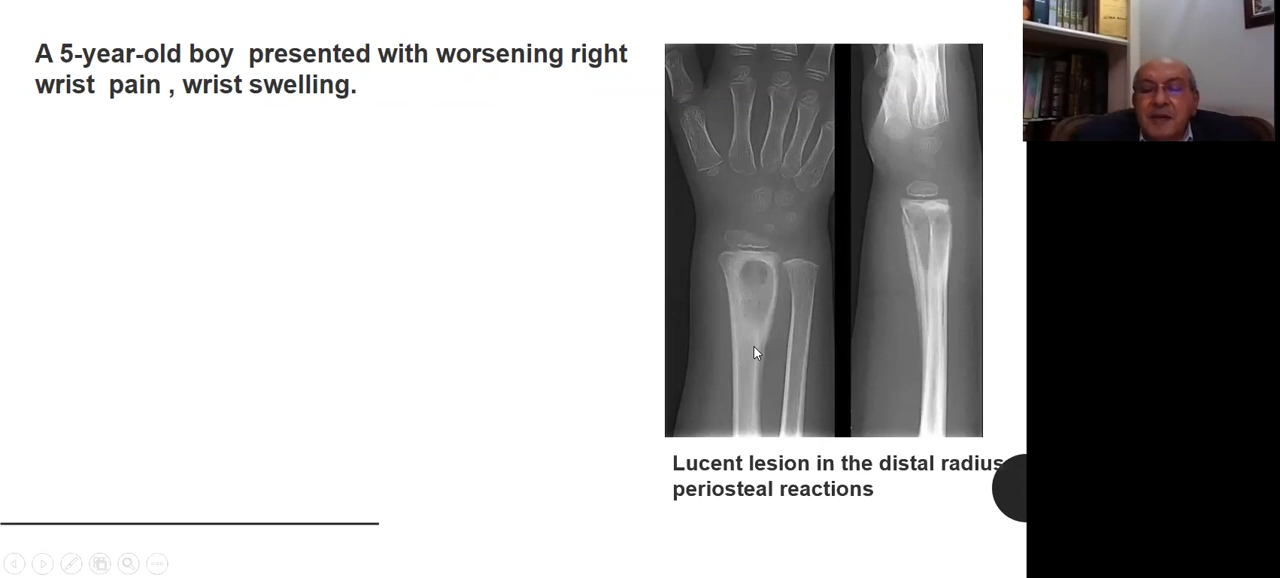 A 5-year-old boy presented with worsening right
wrist pain , wrist swelling.
Lucent lesion in the distal radius
periosteal reactions